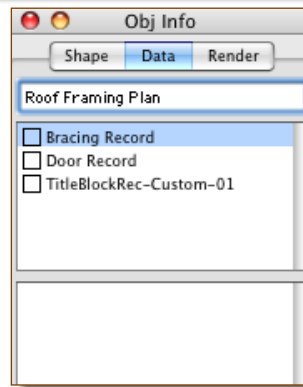 Obj Info
Shape Data Render
Roof Framing Plan
Bracing Record
Door Record
TitleBlockRec-Custom-01